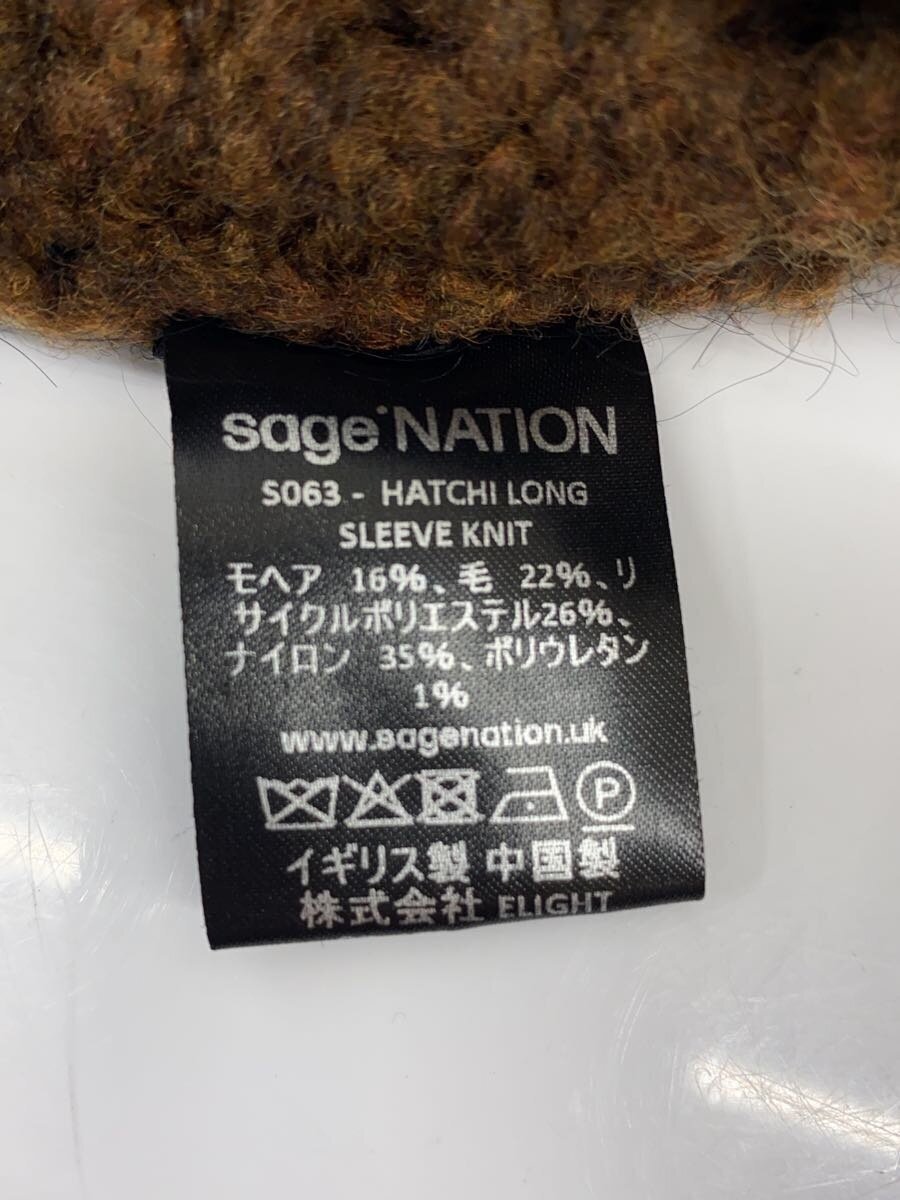 sage NATION
S063 - HATCHI LONG
SLEEVE KNIT
モヘア 16%、毛 22%、リ
サイクルポリエステル26%、
ナイロン 35%、ポリウレタン
1%
www.sagenation.uk
P
イギリス製 中国製
株式会社 ELIGHT